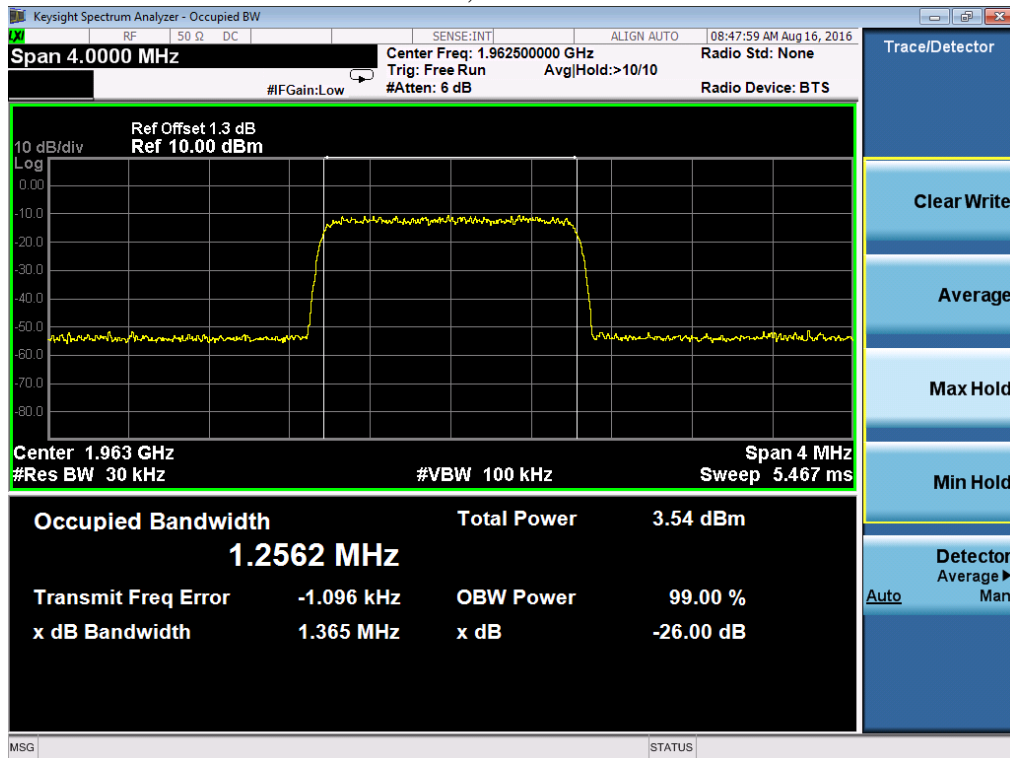 Keysight Spectrum Analyzer - Occupied BW
LXI RF 50 Ω DC SENSE:INT ALIGN AUTO 08:47:59 AM Aug 16, 2016
Span 4.0000 MHz
Center Freq: 1.962500000 GHz Radio Std: None
Trig: Free Run Avg|Hold:>10/10
#IFGain:Low #Atten: 6 dB Radio Device: BTS
Ref Offset 1.3 dB
10 dB/div Ref 10.00 dBm
Log
0.00
-10.0
-20.0
-30.0
-40.0
-50.0
-60.0
-70.0
-80.0
Center 1.963 GHz Span 4 MHz
#Res BW 30 kHz #VBW 100 kHz Sweep 5.467 ms
Occupied Bandwidth Total Power 3.54 dBm
1.2562 MHz
Transmit Freq Error -1.096 kHz OBW Power 99.00 %
x dB Bandwidth 1.365 MHz x dB -26.00 dB
Trace/Detector
Clear Write
Average
Max Hold
Min Hold
Detector
Average
Auto Man
MSG STATUS